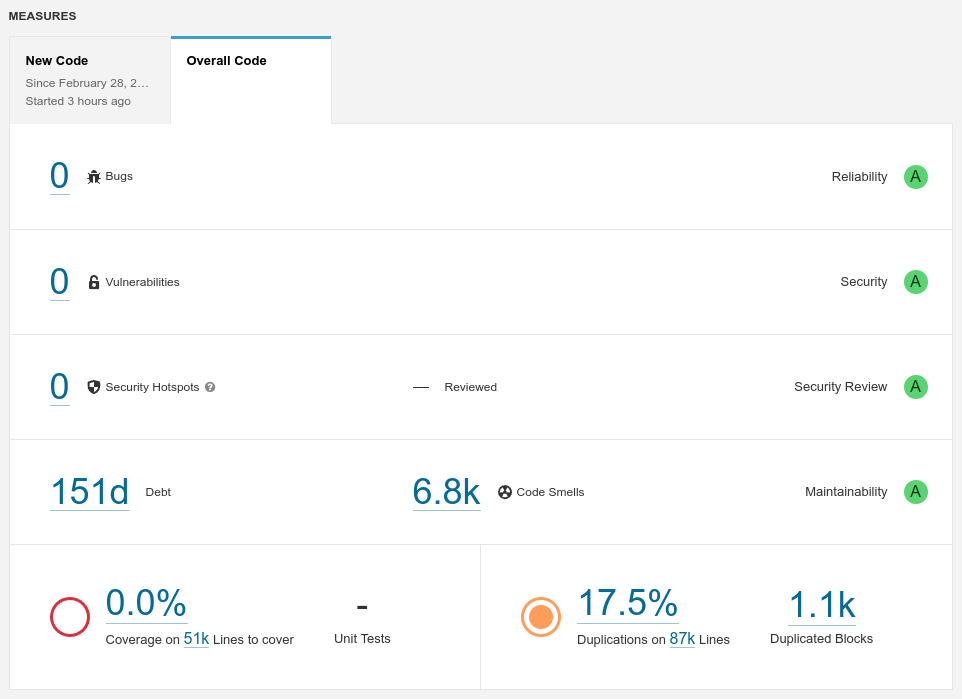 MEASURES
New Code
Since February 28, 2…
Started 3 hours ago
Overall Code
0 Bugs
Reliability A
0 Vulnerabilities
Security A
0 Security Hotspots ?
— Reviewed
Security Review A
151d Debt
6.8k Code Smells
Maintainability A
0.0%
Coverage on 51k Lines to cover
-
Unit Tests
17.5%
Duplications on 87k Lines
1.1k
Duplicated Blocks